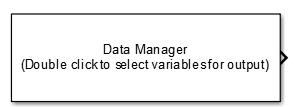 Data Manager
(Double click to select variables for output)